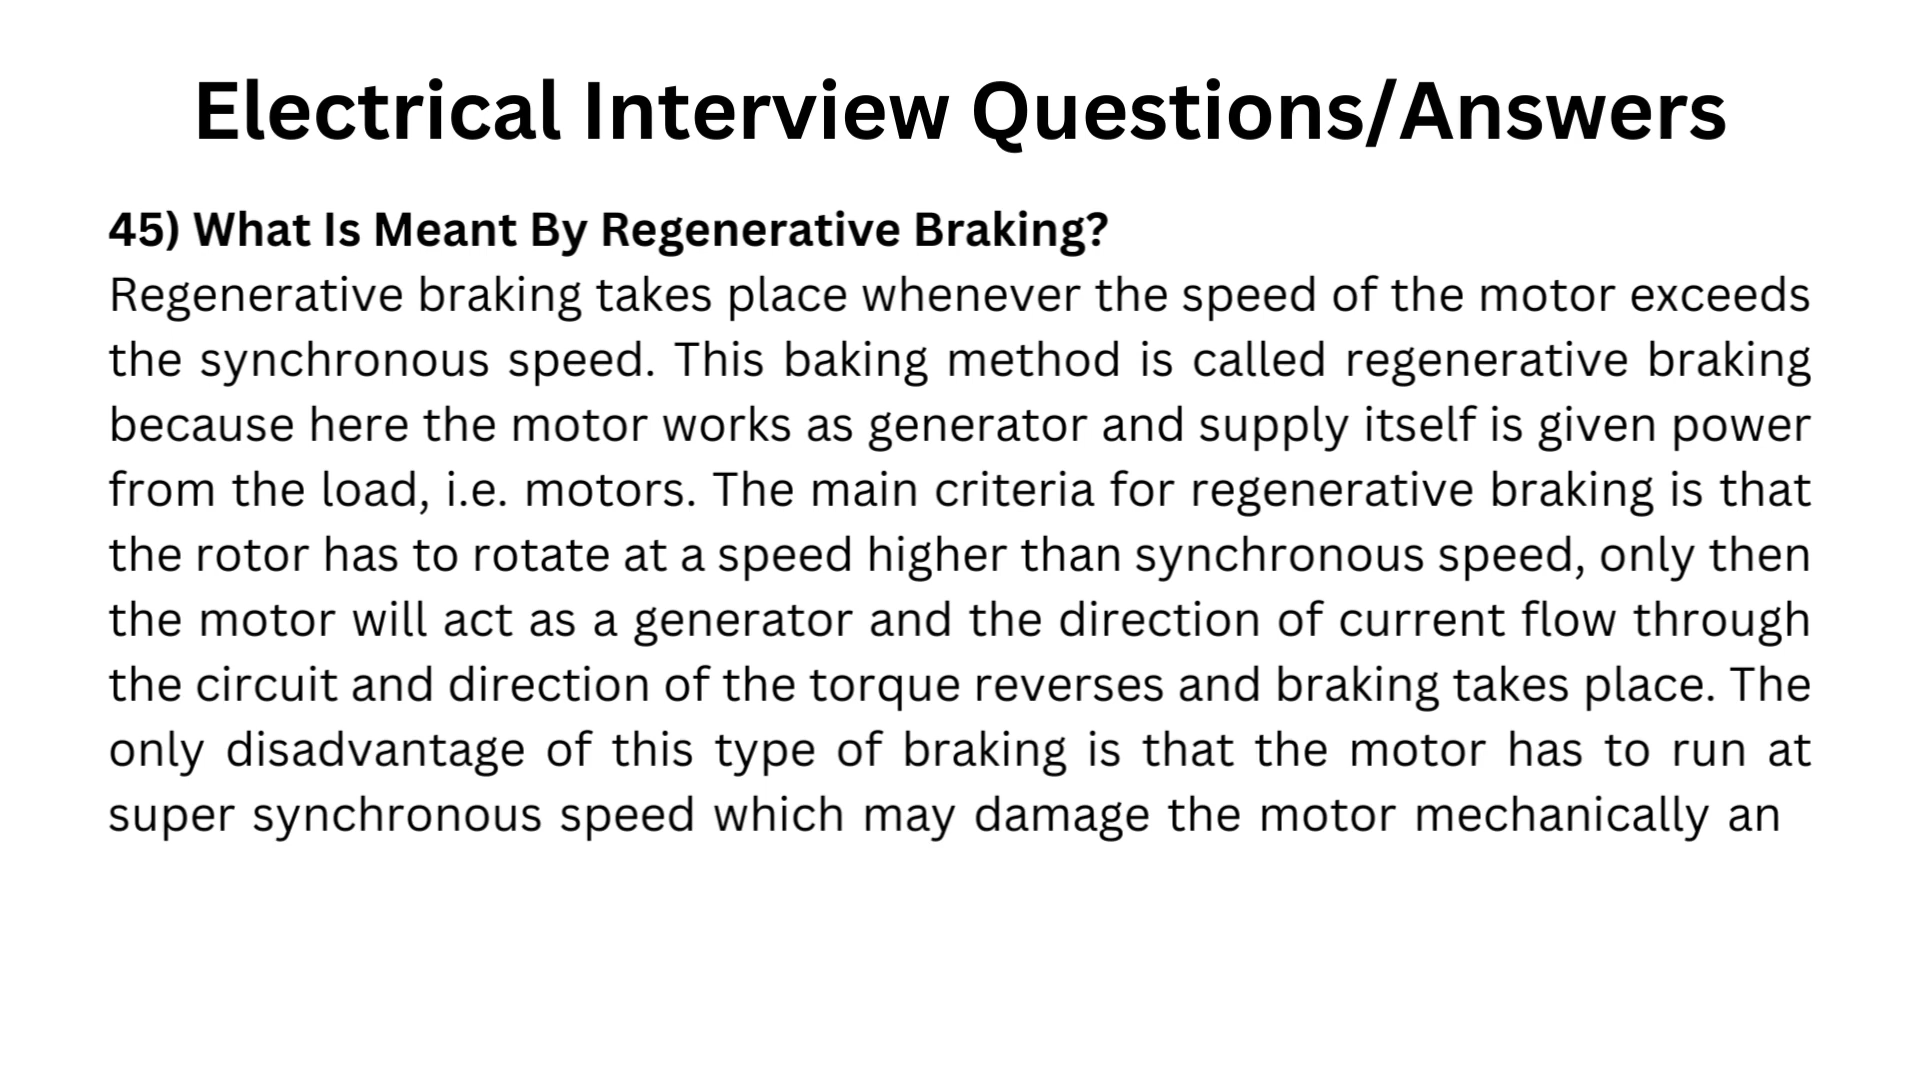 Electrical Interview Questions/Answers
45) What Is Meant By Regenerative Braking?
Regenerative braking takes place whenever the speed of the motor exceeds
the synchronous speed. This baking method is called regenerative braking
because here the motor works as generator and supply itself is given power
from the load, i.e. motors. The main criteria for regenerative braking is that
the rotor has to rotate at a speed higher than synchronous speed, only then
the motor will act as a generator and the direction of current flow through
the circuit and direction of the torque reverses and braking takes place. The
only disadvantage of this type of braking is that the motor has to run at
super synchronous speed which may damage the motor mechanically an